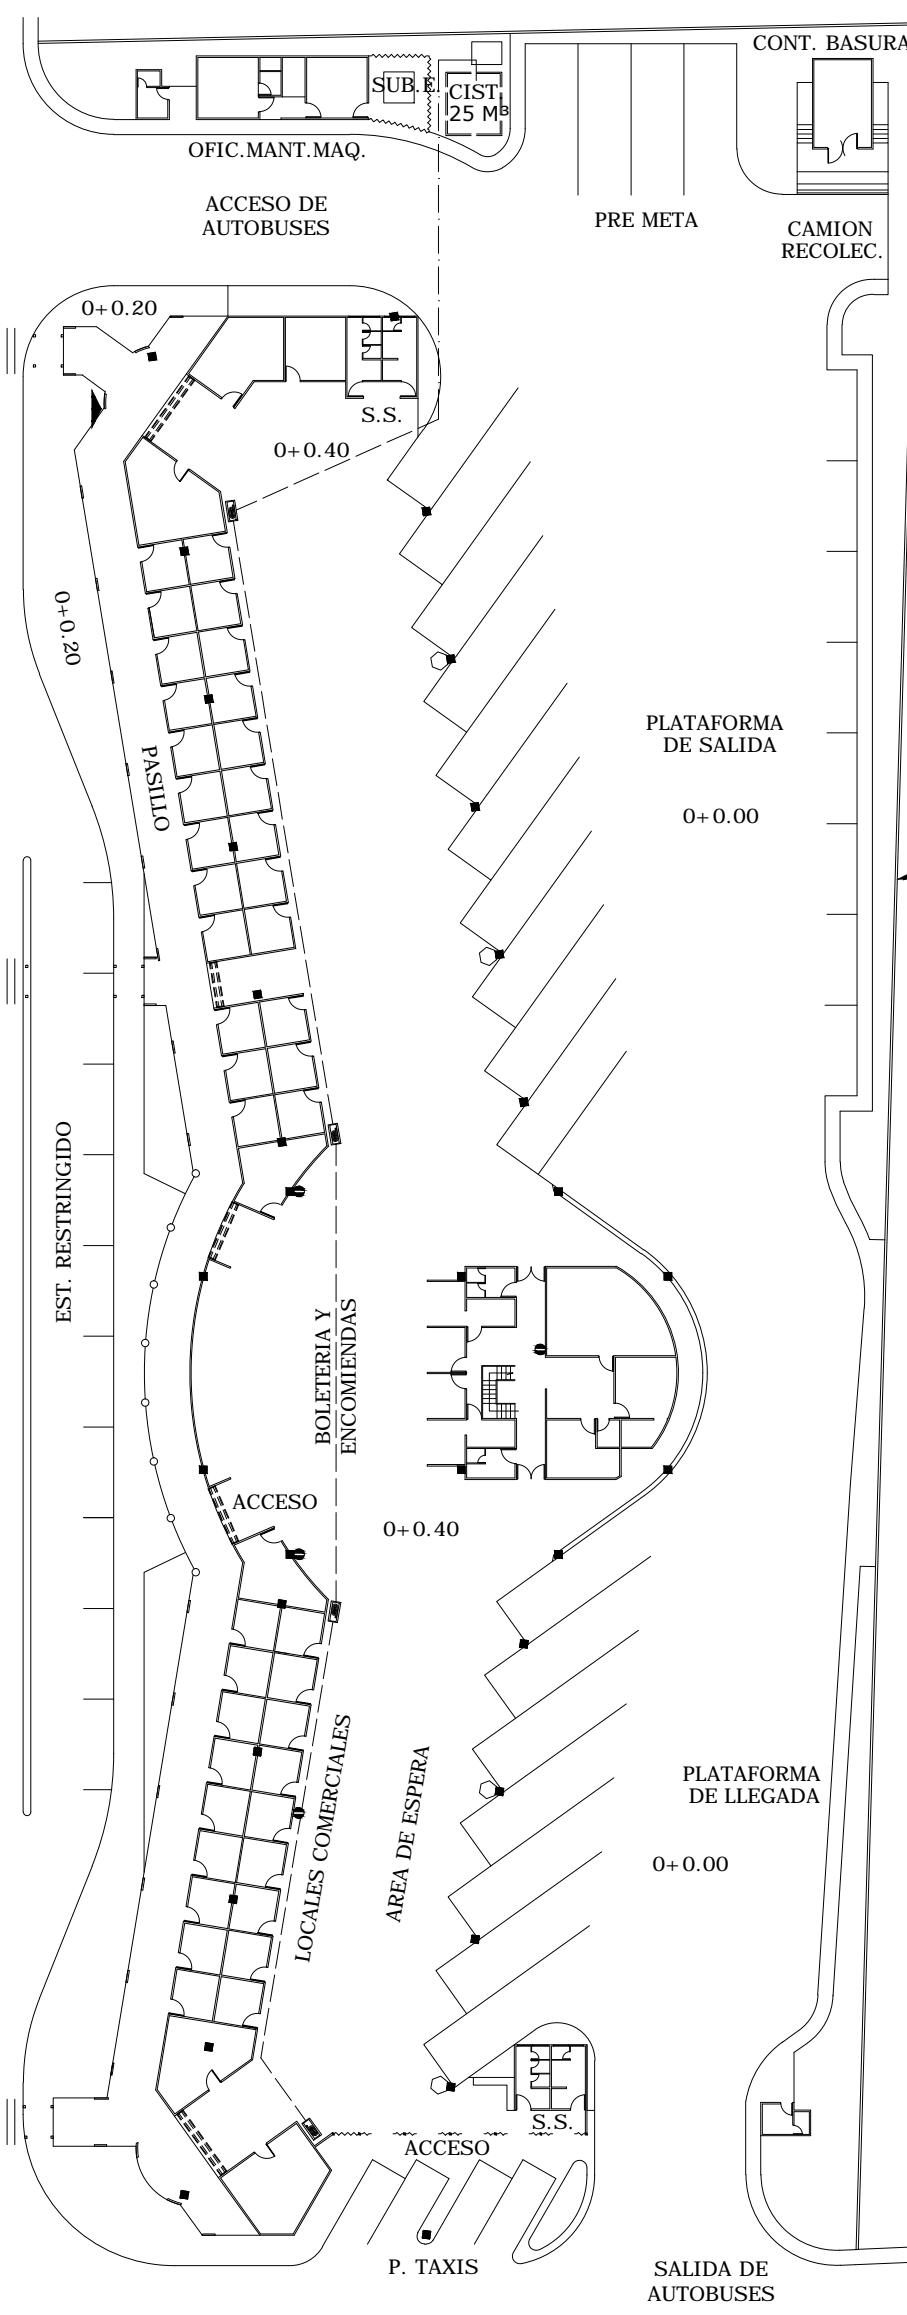 CONT. BASURA
SUB.E.
CIST.
25 M³
OFIC.MANT.MAQ.
ACCESO DE
AUTOBUSES
PRE META
CAMION
RECOLEC.
0+0.20
S.S.
0+0.40
0+0.20
PLATAFORMA
DE SALIDA
PASILLO
0+0.00
EST. RESTRINGIDO
BOLETERIA Y
ENCOMIENDAS
ACCESO
0+0.40
LOCALES COMERCIALES
AREA DE ESPERA
PLATAFORMA
DE LLEGADA
0+0.00
S.S.
ACCESO
P. TAXIS
SALIDA DE
AUTOBUSES